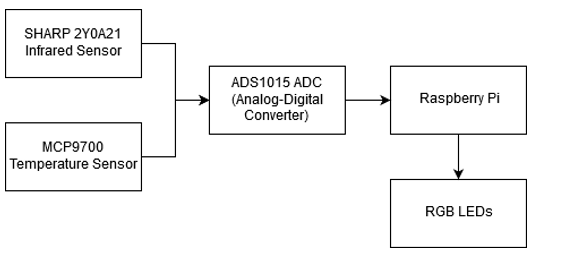 SHARP 2Y0A21
Infrared Sensor
MCP9700
Temperature Sensor
ADS1015 ADC
(Analog-Digital
Converter)
Raspberry Pi
RGB LEDs